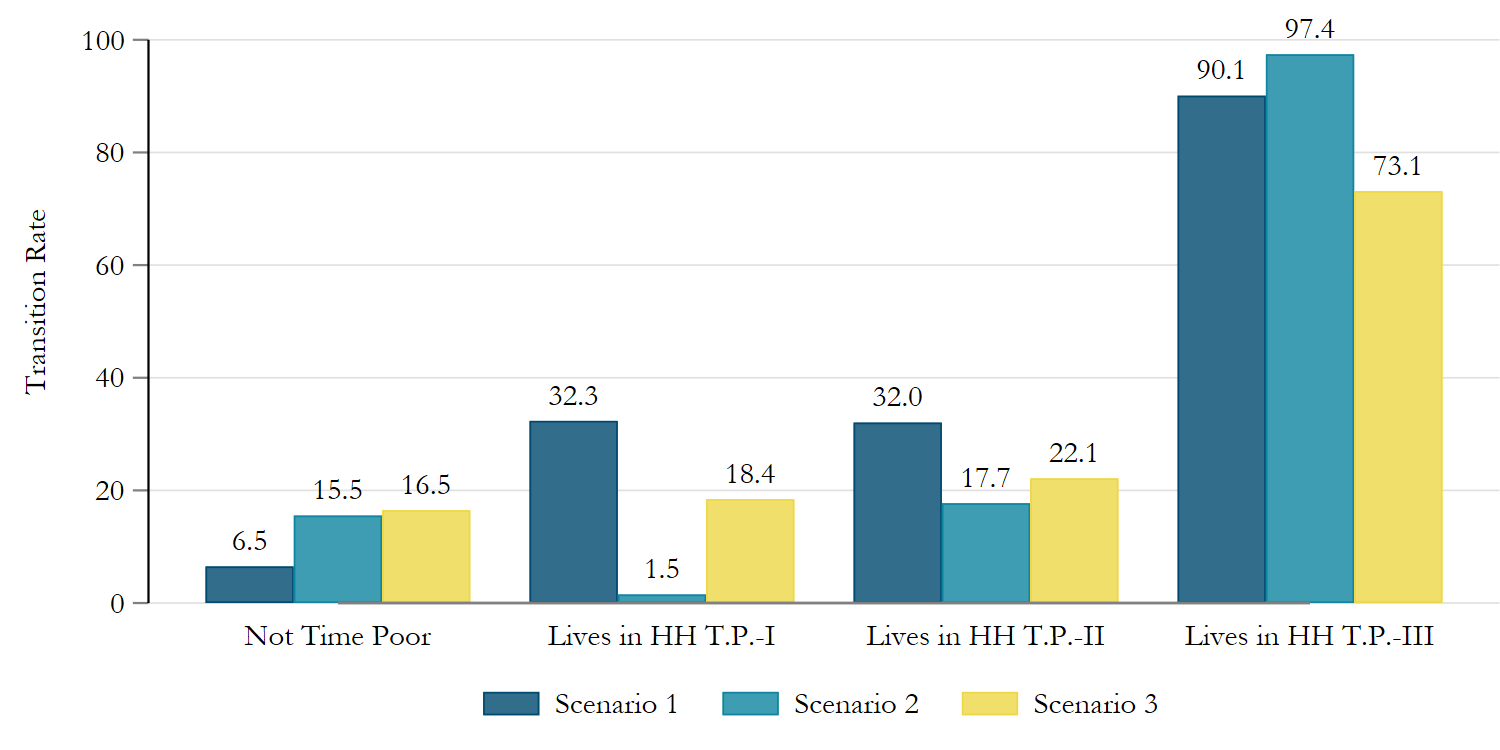 97.4
100
90.1
80
73.1
Transition Rate
60
40
32.3
32.0
22.1
20
15.5
16.5
18.4
17.7
6.5
1.5
0
Not Time Poor
Lives in HH T.P.-I
Lives in HH T.P.-II
Lives in HH T.P.-III
Scenario 1
Scenario 2
Scenario 3